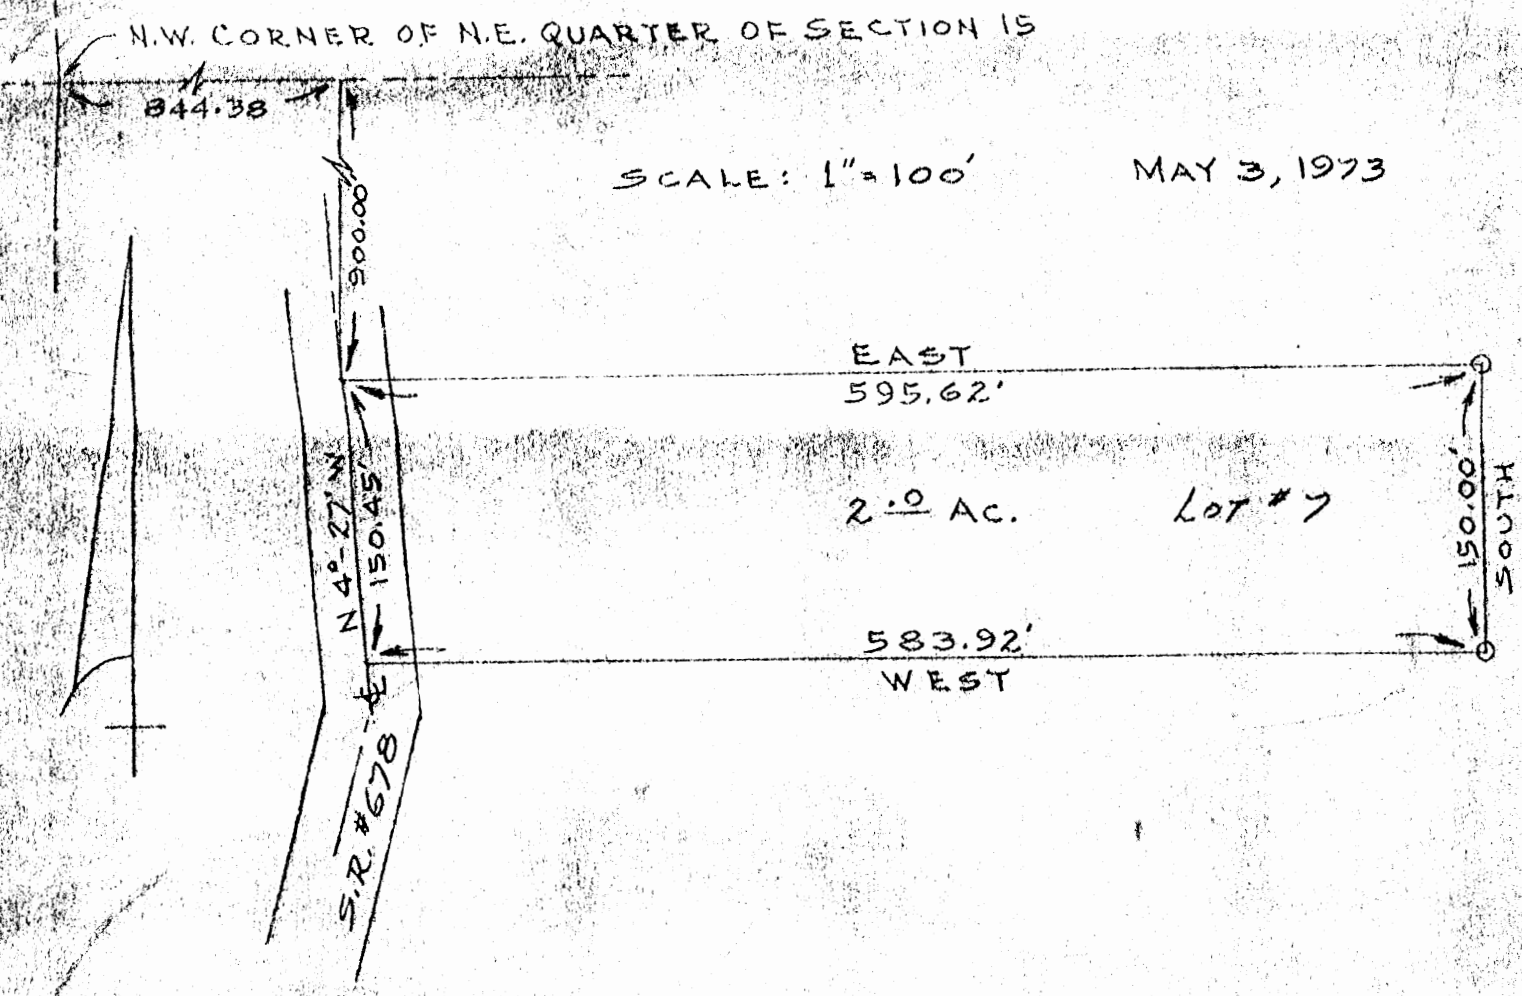 N.W. CORNER OF N.E. QUARTER OF SECTION 15
844.38
900.00
SCALE: 1"=100'
MAY 3, 1973
EAST
595.62'
N 4°-27' W
150.45'
2.0 AC.
LOT #7
150.00'
SOUTH
583.92'
WEST
℄
S.R. #678